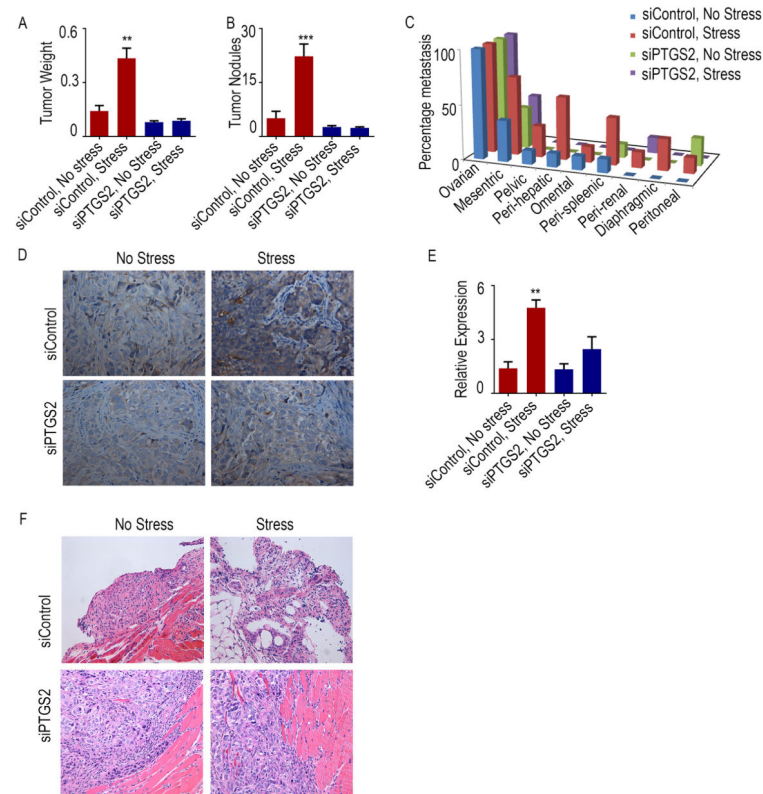 A
Tumor Weight
0.6
0.3
0
**
siControl, No stress
siControl, Stress
siPTGS2, No Stress
siPTGS2, Stress
B
Tumor Nodules
30
15
0
***
siControl, No stress
siControl, Stress
siPTGS2, No Stress
siPTGS2, Stress
C
siControl, No Stress
siControl, Stress
siPTGS2, No Stress
siPTGS2, Stress
Percentage metastasis
100
50
0
Ovarian
Mesentric
Pelvic
Peri-hepatic
Omental
Peri-spleenic
Peri-renal
Diaphragmic
Peritoneal
D
No Stress
Stress
siControl
siPTGS2
E
Relative Expression
6
3
0
**
siControl, No stress
siControl, Stress
siPTGS2, No Stress
siPTGS2, Stress
F
No Stress
Stress
siControl
siPTGS2